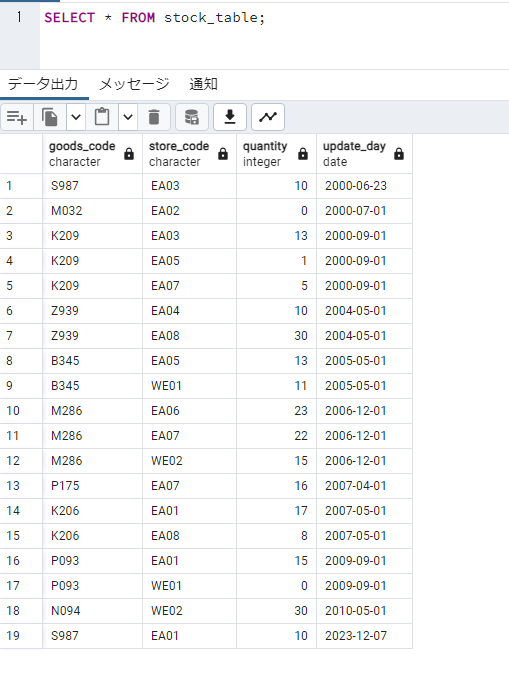 1 SELECT * FROM stock_table;
データ出力 メッセージ 通知
goods_code store_code quantity update_day
character character integer date
1 S987 EA03 10 2000-06-23
2 M032 EA02 0 2000-07-01
3 K209 EA03 13 2000-09-01
4 K209 EA05 1 2000-09-01
5 K209 EA07 5 2000-09-01
6 Z939 EA04 10 2004-05-01
7 Z939 EA08 30 2004-05-01
8 B345 EA05 13 2005-05-01
9 B345 WE01 11 2005-05-01
10 M286 EA06 23 2006-12-01
11 M286 EA07 22 2006-12-01
12 M286 WE02 15 2006-12-01
13 P175 EA07 16 2007-04-01
14 K206 EA01 17 2007-05-01
15 K206 EA08 8 2007-05-01
16 P093 EA01 15 2009-09-01
17 P093 WE01 0 2009-09-01
18 N094 WE02 30 2010-05-01
19 S987 EA01 10 2023-12-07